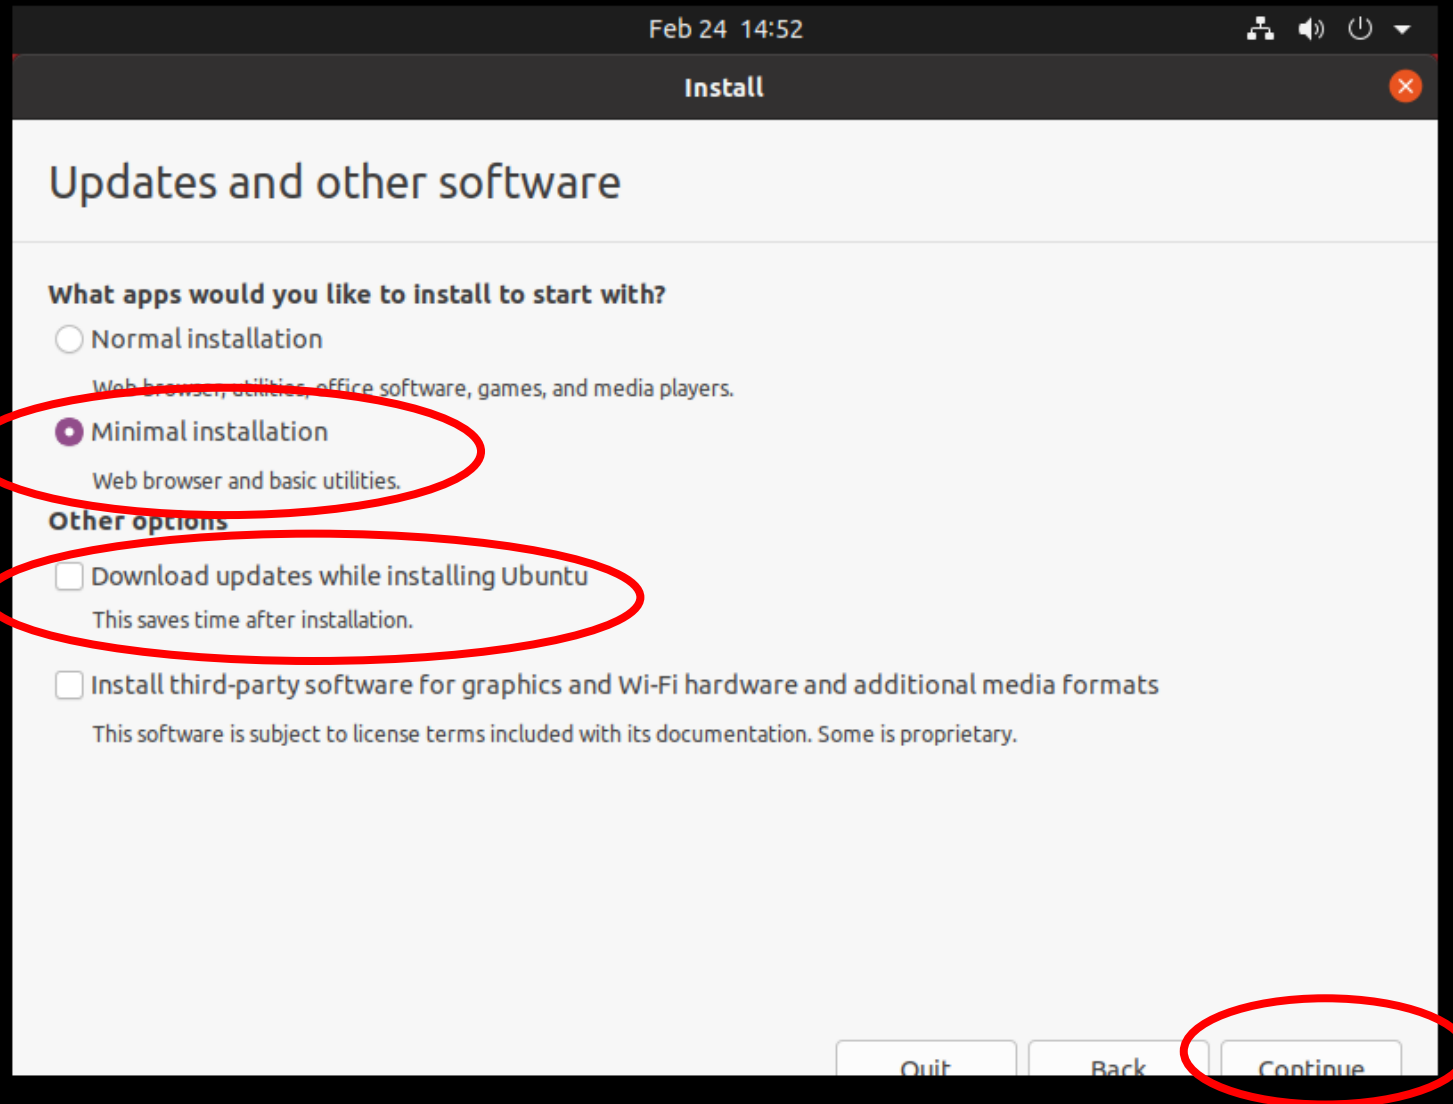 Feb 24 14:52
Install
Updates and other software
What apps would you like to install to start with?
Normal installation
Web browser, utilities, office software, games, and media players.
Minimal installation
Web browser and basic utilities.
Other options
Download updates while installing Ubuntu
This saves time after installation.
Install third-party software for graphics and Wi-Fi hardware and additional media formats
This software is subject to license terms included with its documentation. Some is proprietary.
Quit Back Continue